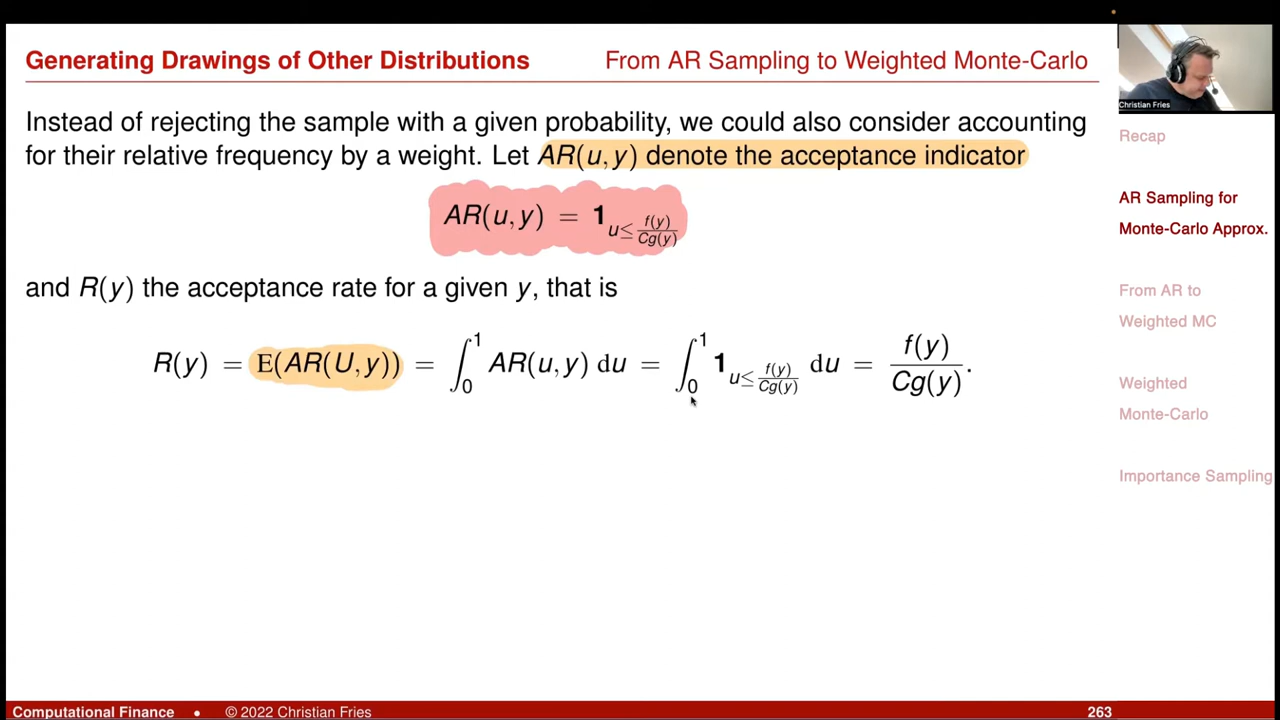 Generating Drawings of Other Distributions
From AR Sampling to Weighted Monte-Carlo
Instead of rejecting the sample with a given probability, we could also consider accounting
for their relative frequency by a weight. Let AR(u, y) denote the acceptance indicator
AR(u, y) = 1_{u≤\frac{f(y)}{Cg(y)}}
and R(y) the acceptance rate for a given y, that is
R(y) = E(AR(U, y)) = ∫_0^1 AR(u, y) du = ∫_0^1 1_{u≤\frac{f(y)}{Cg(y)}} du = \frac{f(y)}{Cg(y)}.
Christian Fries
Recap
AR Sampling for
Monte-Carlo Approx.
From AR to
Weighted MC
Weighted
Monte-Carlo
Importance Sampling
Computational Finance • © 2022 Christian Fries 263